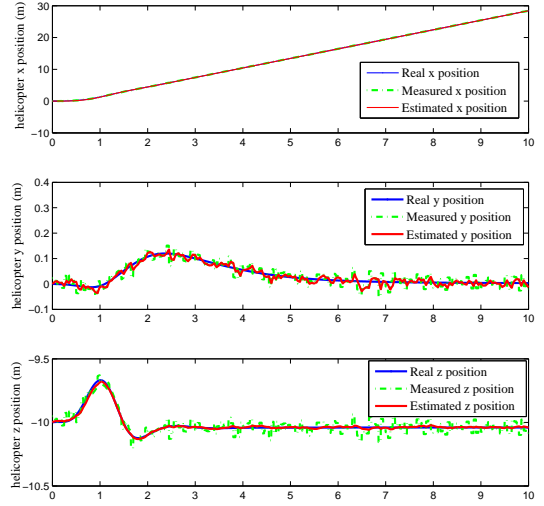 30
20
10
0
−10
helicopter x position (m)
Real x position
Measured x position
Estimated x position
0 1 2 3 4 5 6 7 8 9 10
0.4
0.3
0.2
0.1
0
−0.1
helicopter y position (m)
Real y position
Measured y position
Estimated y position
0 1 2 3 4 5 6 7 8 9 10
−9.5
−10
−10.5
helicopter z position (m)
Real z position
Measured z position
Estimated z position
0 1 2 3 4 5 6 7 8 9 10